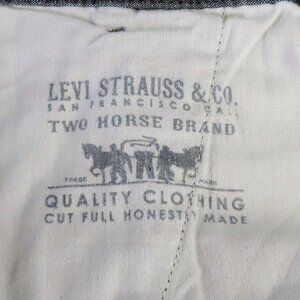 LEVI STRAUSS & CO.
SAN FRANCISCO CAL.
TWO HORSE BRAND
TRADE MARK
QUALITY CLOTHING
CUT FULL HONESTLY MADE